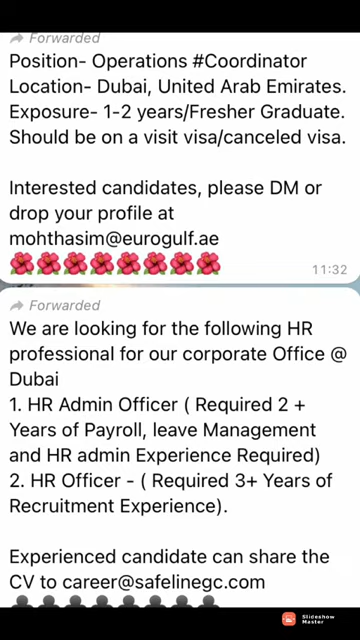 Forwarded
Position- Operations #Coordinator
Location- Dubai, United Arab Emirates.
Exposure- 1-2 years/Fresher Graduate.
Should be on a visit visa/canceled visa.
Interested candidates, please DM or
drop your profile at
mohthasim@eurogulf.ae
🌺🌺🌺🌺🌺🌺🌺🌺 11:32
Forwarded
We are looking for the following HR
professional for our corporate Office @
Dubai
1. HR Admin Officer ( Required 2 +
Years of Payroll, leave Management
and HR admin Experience Required)
2. HR Officer - ( Required 3+ Years of
Recruitment Experience).
Experienced candidate can share the
CV to career@safelinegc.com
Slideshow
Master